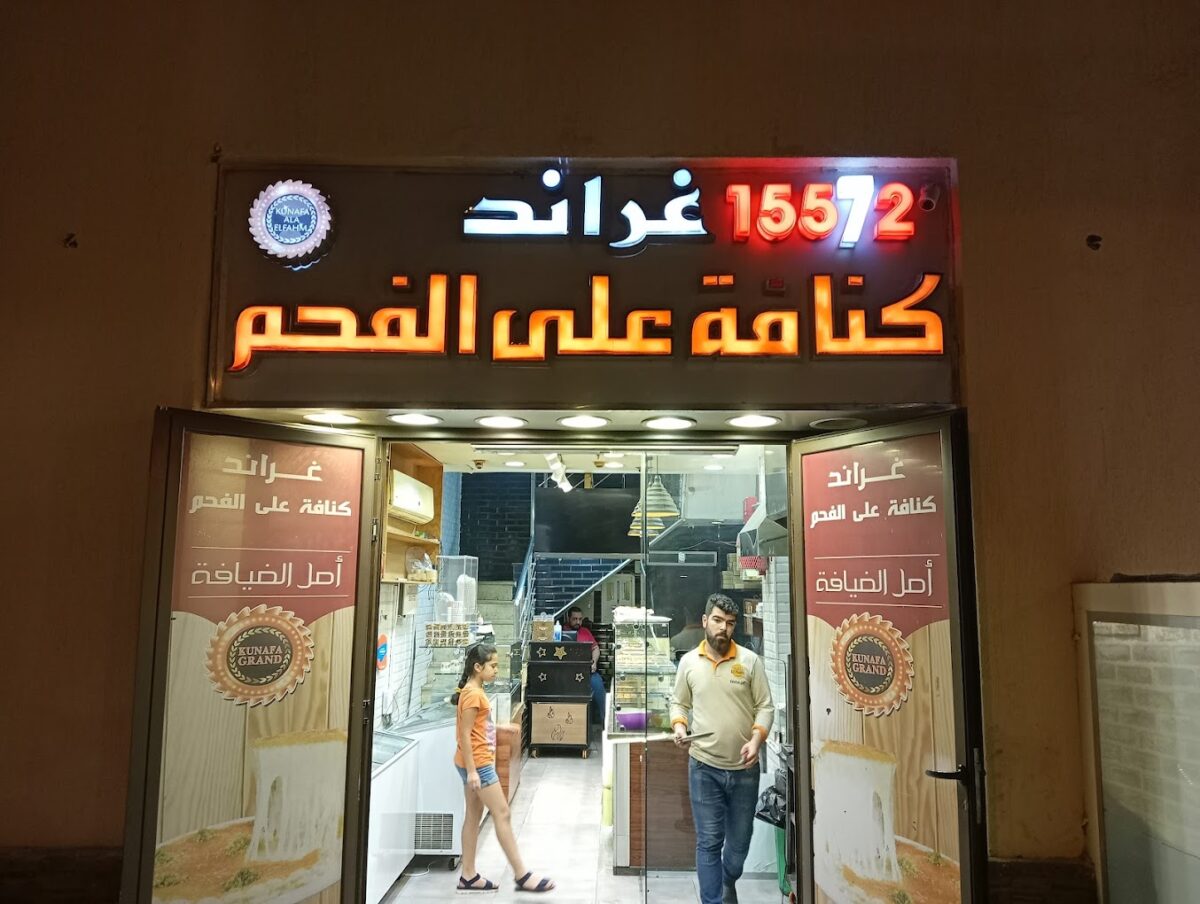 غراند 15572
كنافة على الفحم
KUNAFA
ALA
ELFAHM
غراند
كنافة على الفحم
أصل الضيافة
KUNAFA
GRAND
غراند
كنافة على الفحم
أصل الضيافة
KUNAFA
GRAND